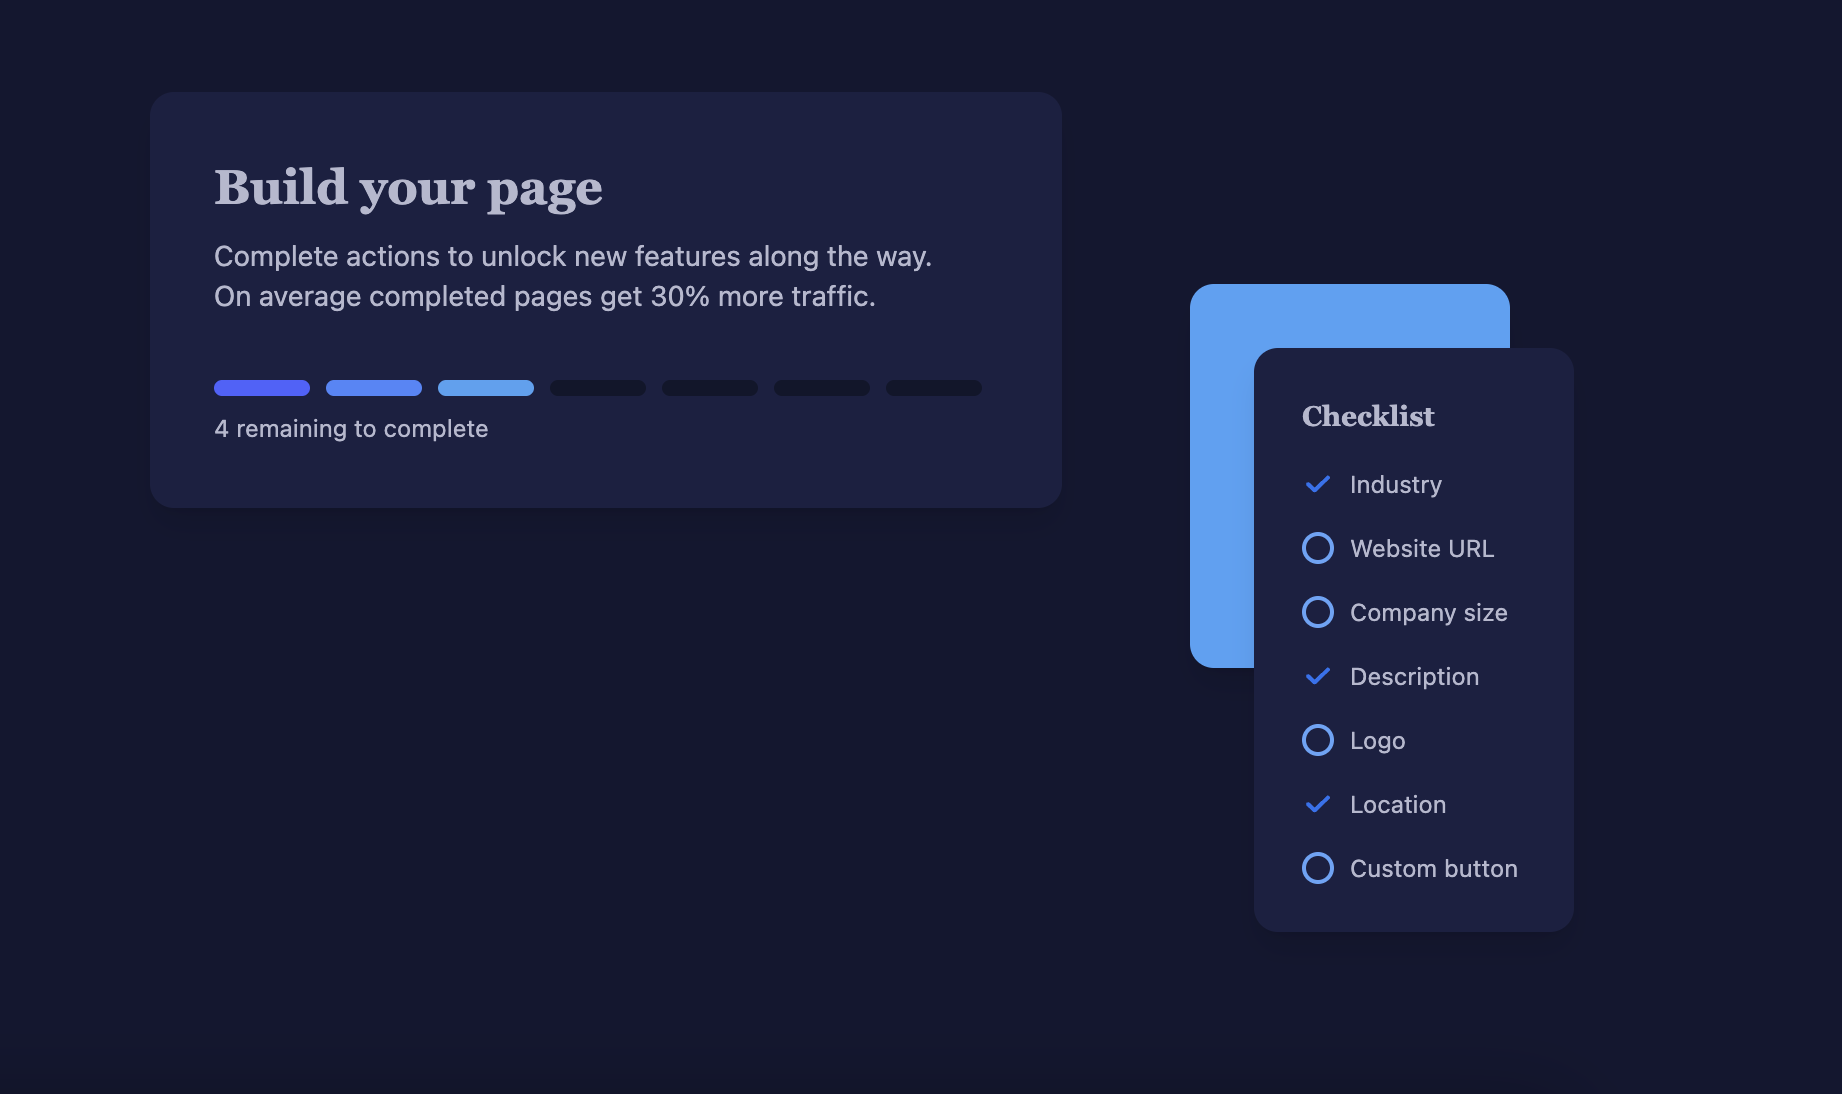 Build your page
Complete actions to unlock new features along the way.
On average completed pages get 30% more traffic.
4 remaining to complete
Checklist
Industry
Website URL
Company size
Description
Logo
Location
Custom button